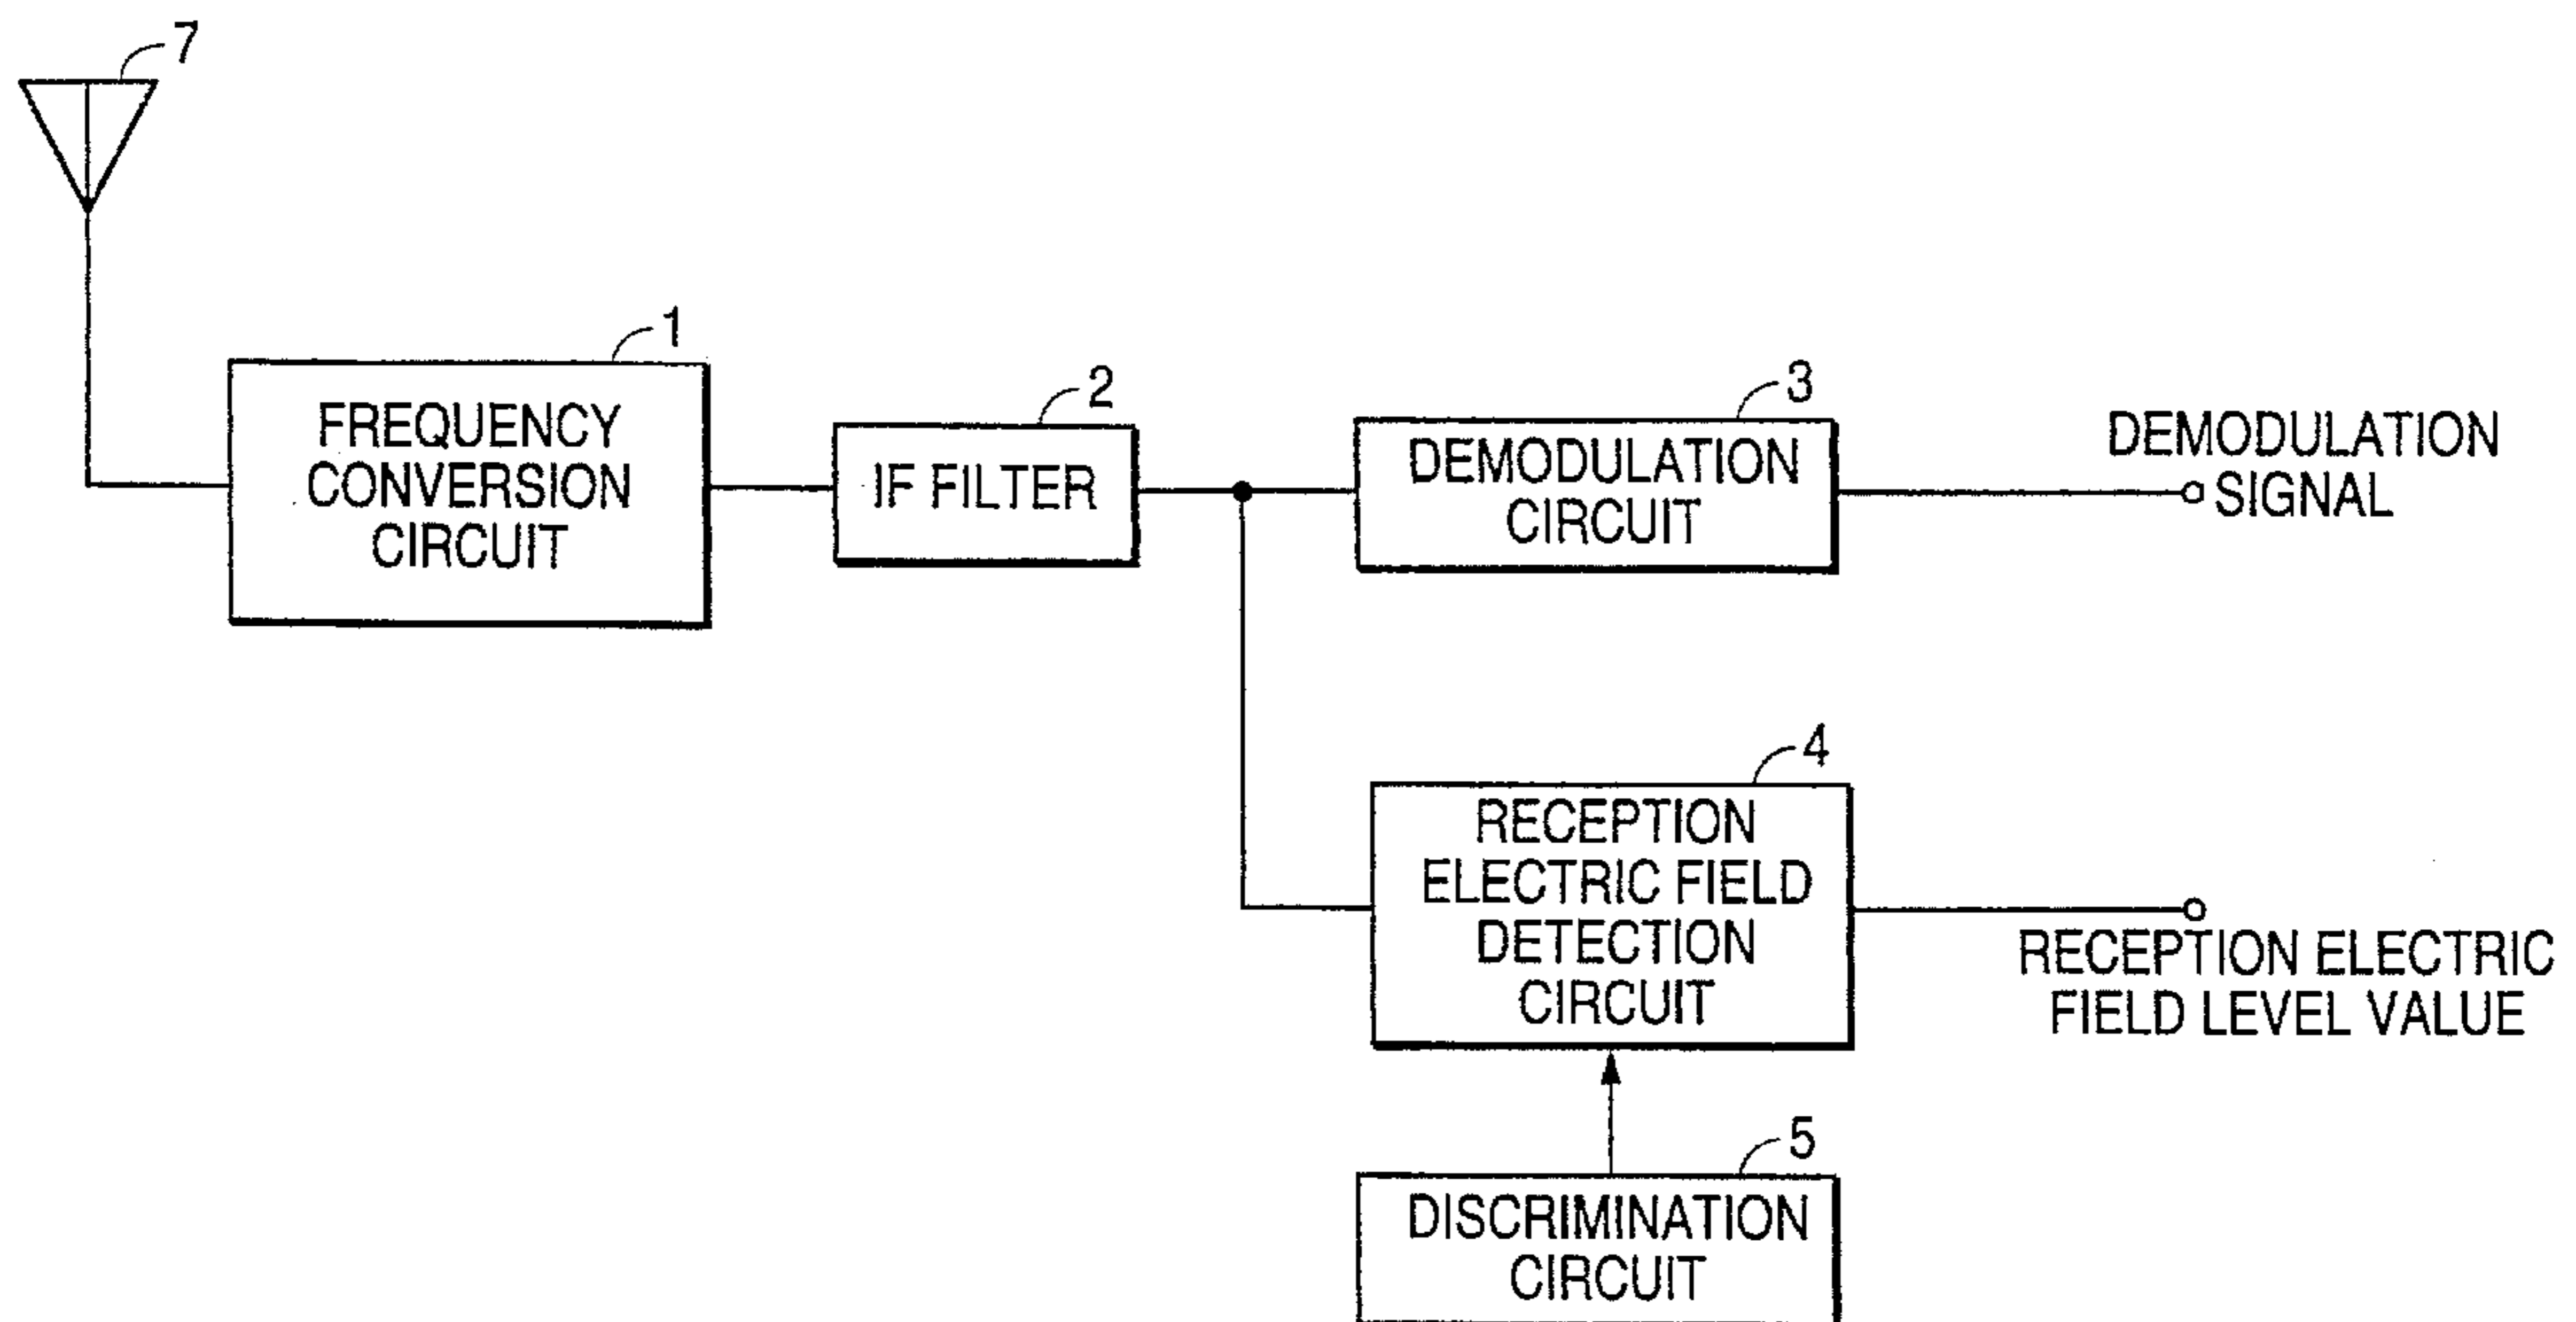 7
1
FREQUENCY
CONVERSION
CIRCUIT
2
IF FILTER
3
DEMODULATION
CIRCUIT
DEMODULATION
SIGNAL
4
RECEPTION
ELECTRIC FIELD
DETECTION
CIRCUIT
RECEPTION ELECTRIC
FIELD LEVEL VALUE
5
DISCRIMINATION
CIRCUIT